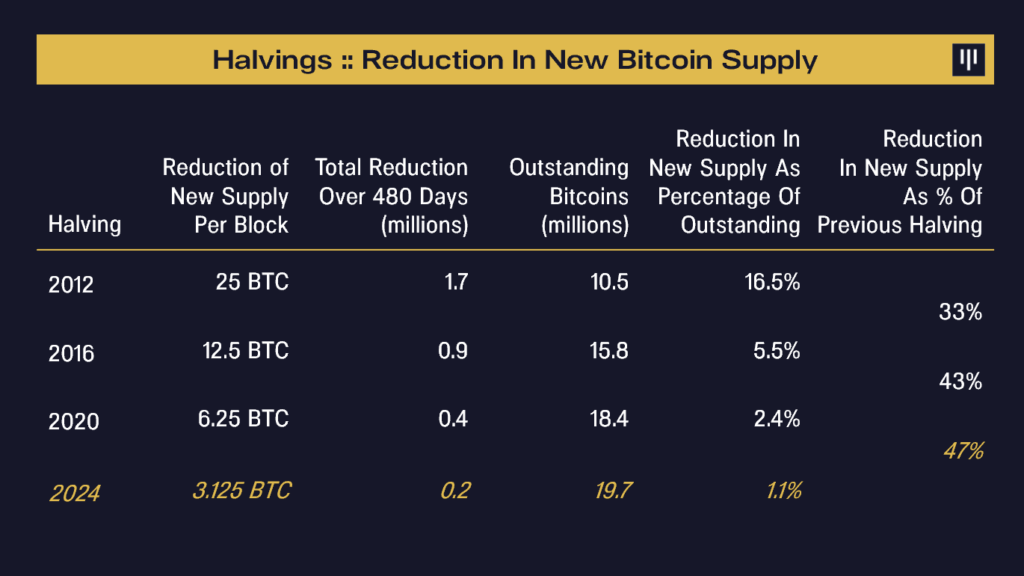 Halvings :: Reduction In New Bitcoin Supply
Halving
Reduction of
New Supply
Per Block
Total Reduction
Over 480 Days
(millions)
Outstanding
Bitcoins
(millions)
Reduction In
New Supply As
Percentage Of
Outstanding
Reduction
In New Supply
As % Of
Previous Halving
2012 25 BTC 1.7 10.5 16.5%
33%
2016 12.5 BTC 0.9 15.8 5.5%
43%
2020 6.25 BTC 0.4 18.4 2.4%
47%
2024 3.125 BTC 0.2 19.7 1.1%